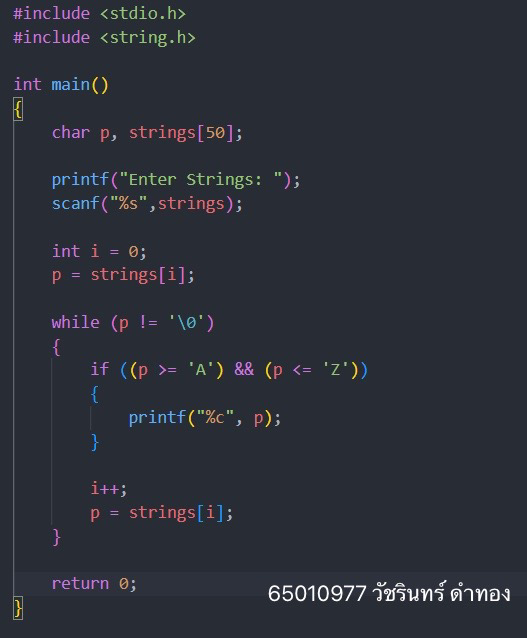 #include <stdio.h>
#include <string.h>

int main()
{
    char p, strings[50];

    printf("Enter Strings: ");
    scanf("%s",strings);

    int i = 0;
    p = strings[i];

    while (p != '\0')
    {
        if ((p >= 'A') && (p <= 'Z'))
        {
            printf("%c", p);
        }

        i++;
        p = strings[i];
    }

    return 0;
65010977 วัชรินทร์ ดำทอง
}